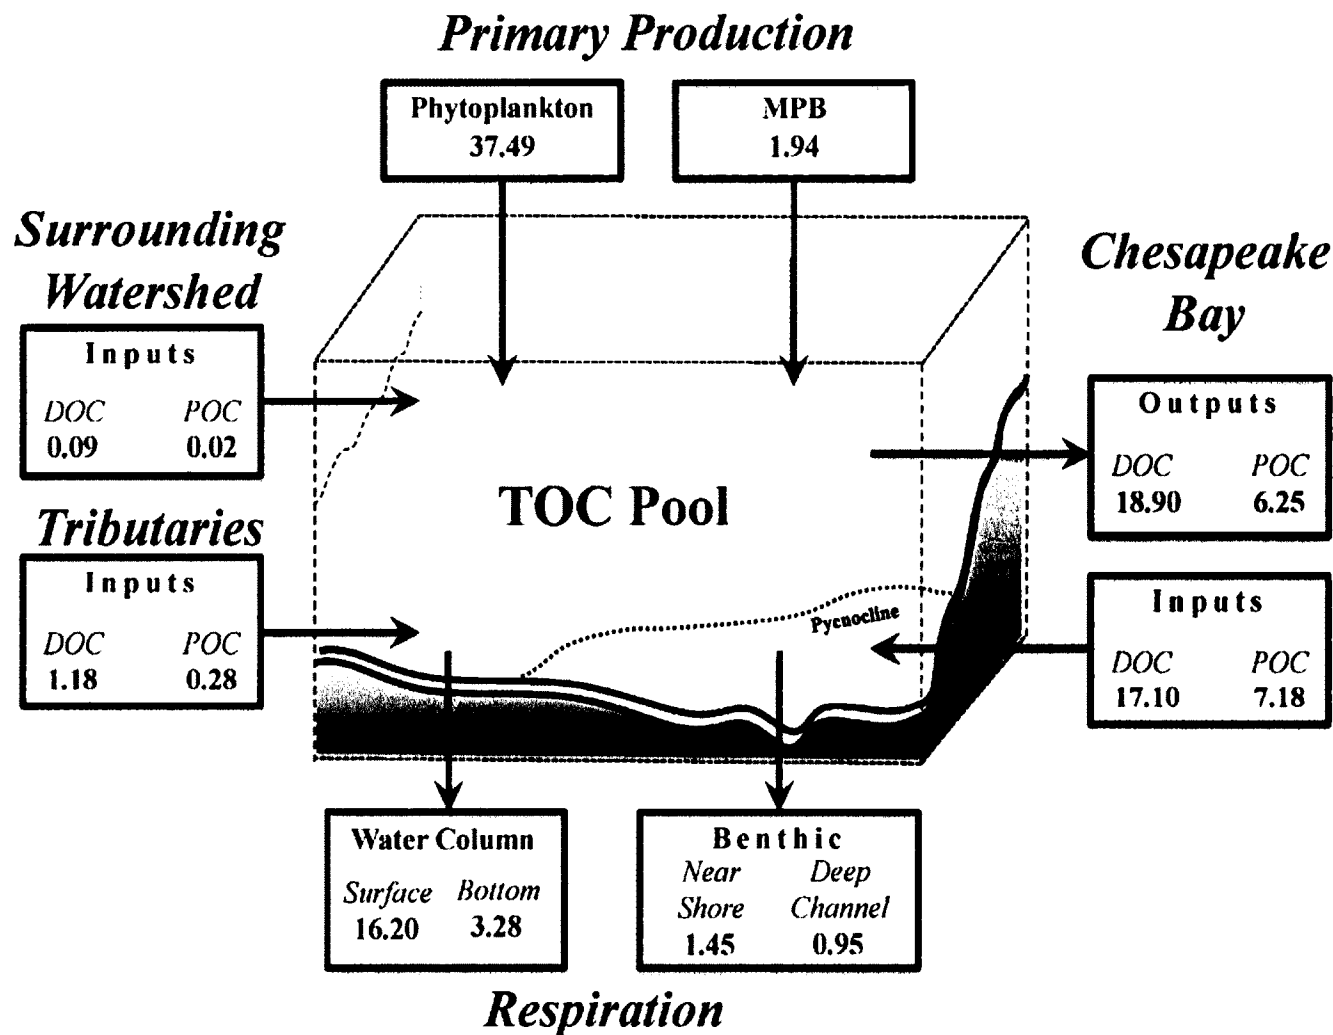 Primary Production
Phytoplankton
37.49
MPB
1.94
Surrounding
Watershed
Inputs
DOC POC
0.09 0.02
Tributaries
Inputs
DOC POC
1.18 0.28
TOC Pool
Pycnocline
Chesapeake
Bay
Outputs
DOC POC
18.90 6.25
Inputs
DOC POC
17.10 7.18
Water Column
Surface Bottom
16.20 3.28
Benthic
Near Deep
Shore Channel
1.45 0.95
Respiration